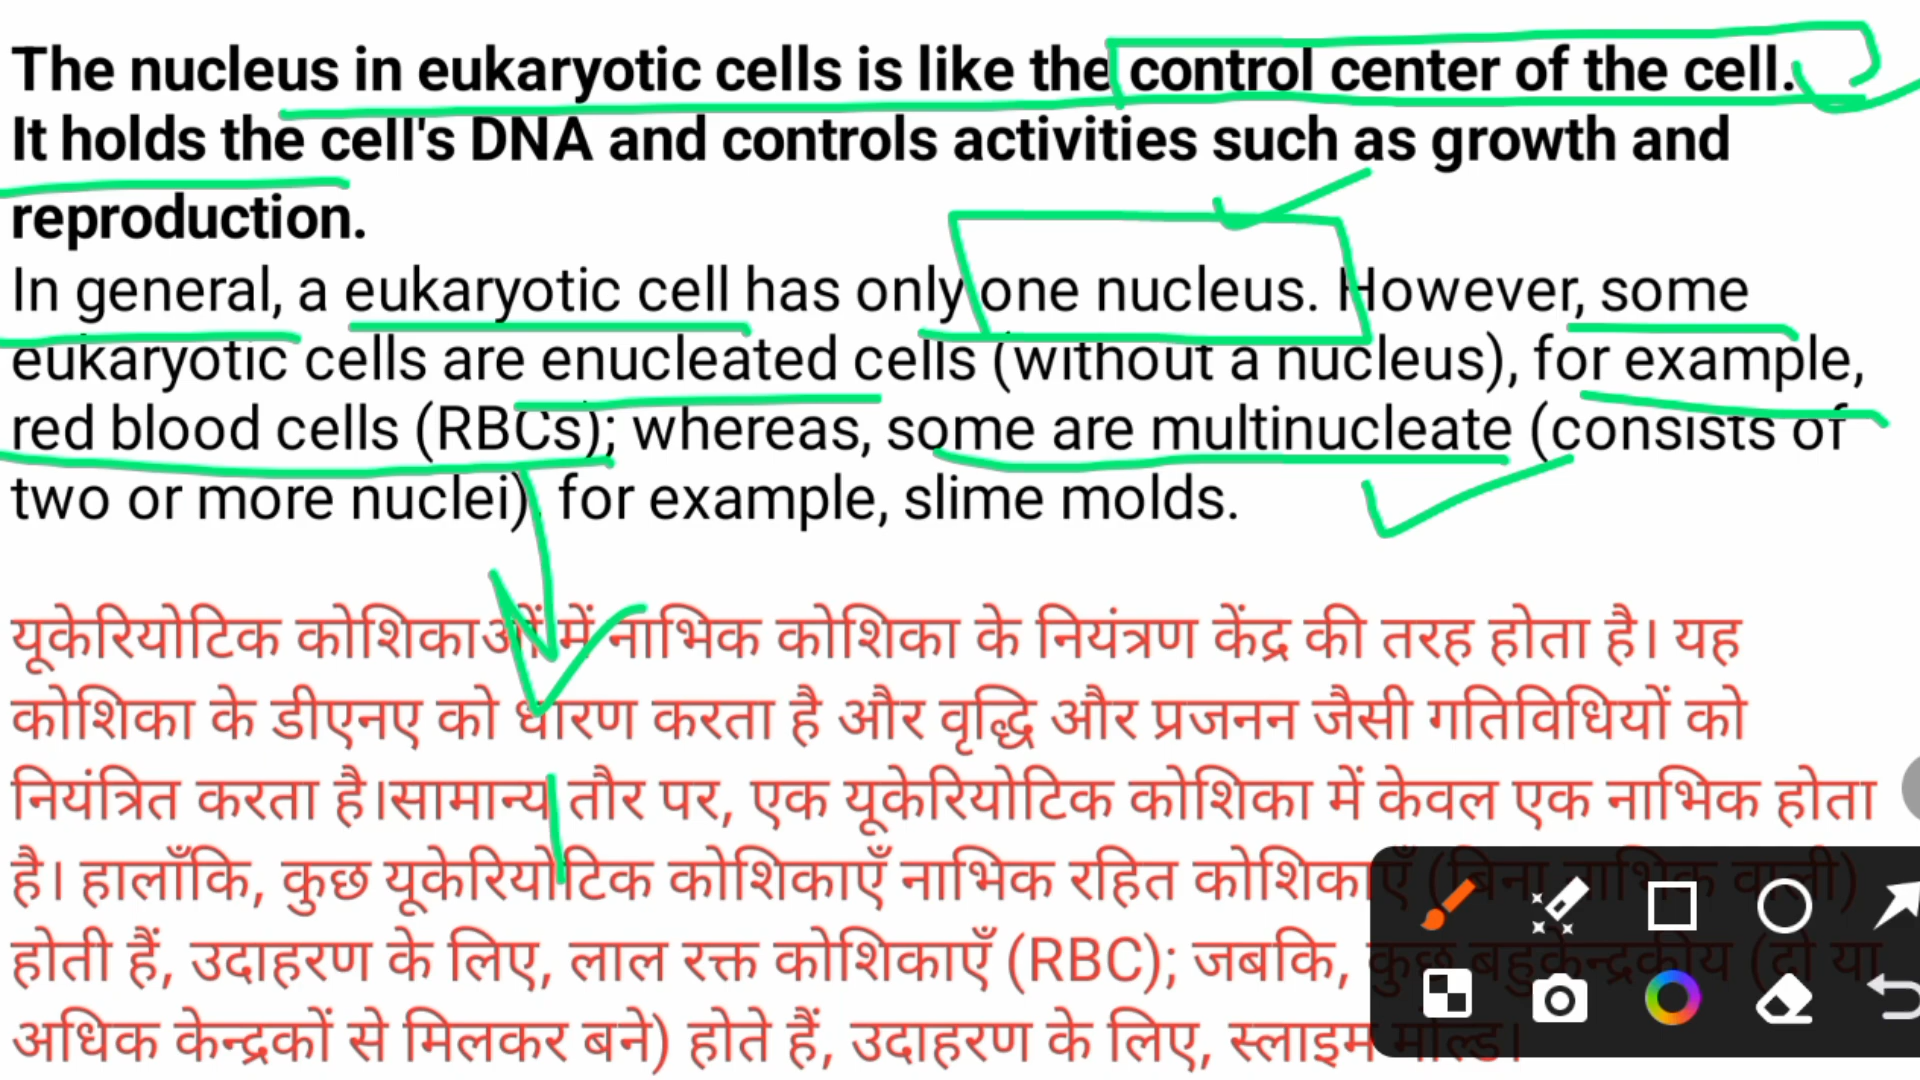 The nucleus in eukaryotic cells is like the control center of the cell.
It holds the cell's DNA and controls activities such as growth and
reproduction.
In general, a eukaryotic cell has only one nucleus. However, some
eukaryotic cells are enucleated cells (without a nucleus), for example,
red blood cells (RBCs); whereas, some are multinucleate (consists of
two or more nuclei), for example, slime molds.
यूकेरियोटिक कोशिकाओं में नाभिक कोशिका के नियंत्रण केंद्र की तरह होता है। यह
कोशिका के डीएनए को धारण करता है और वृद्धि और प्रजनन जैसी गतिविधियों को
नियंत्रित करता है।सामान्य तौर पर, एक यूकेरियोटिक कोशिका में केवल एक नाभिक होता
है। हालाँकि, कुछ यूकेरियोटिक कोशिकाएँ नाभिक रहित कोशिकाएँ (बिना नाभिक वाली)
होती हैं, उदाहरण के लिए, लाल रक्त कोशिकाएँ (RBC); जबकि, कुछ बहुकेन्द्रकीय (दो या
अधिक केन्द्रकों से मिलकर बने) होते हैं, उदाहरण के लिए, स्लाइम मोल्ड।